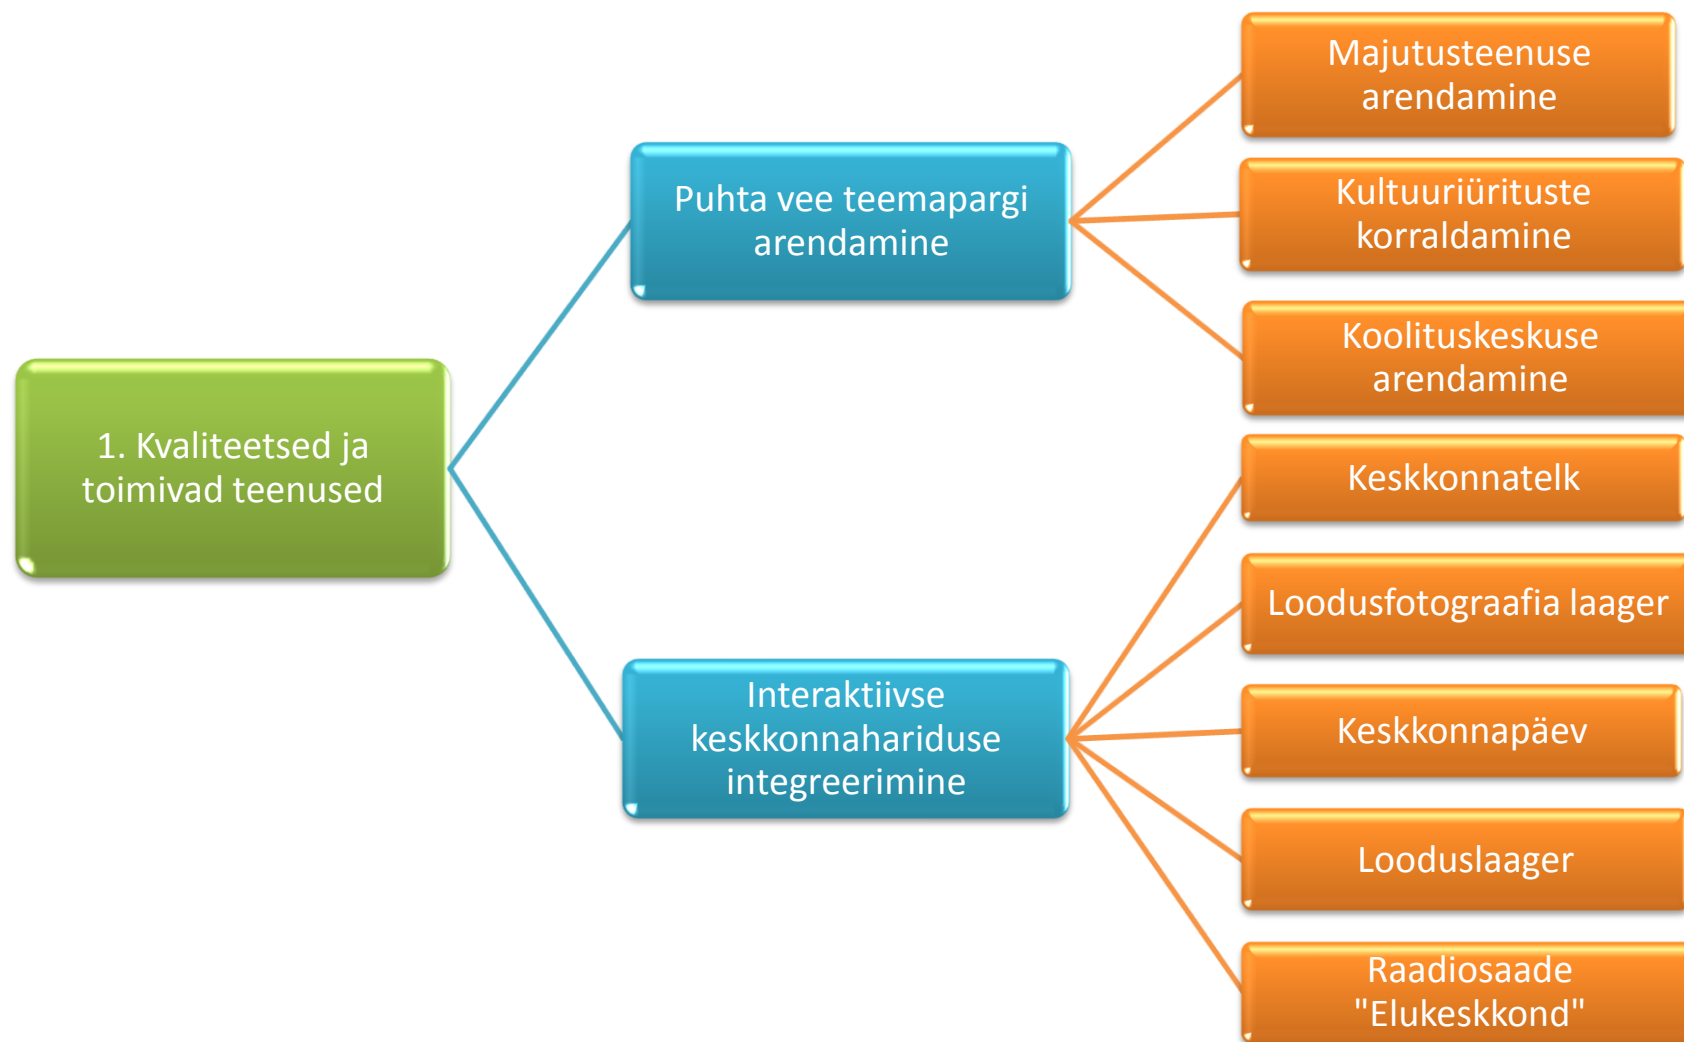 1. Kvaliteetsed ja
toimivad teenused
Puhta vee teemapargi
arendamine
Majutusteenuse
arendamine
Kultuuriürituste
korraldamine
Koolituskeskuse
arendamine
Interaktiivse
keskkonnahariduse
integreerimine
Keskkonnatelk
Loodusfotograafia laager
Keskkonnapäev
Looduslaager
Raadiosaade
"Elukeskkond"